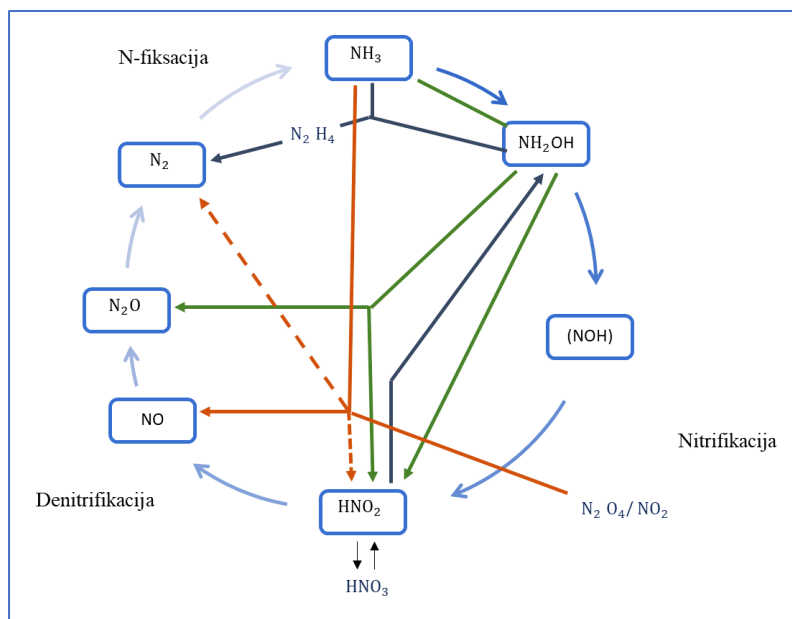 N-fiksacija
NH₃
N₂ H₄
NH₂OH
N₂
N₂O
(NOH)
NO
Nitrifikacija
Denitrifikacija
HNO₂
N₂ O₄/ NO₂
HNO₃